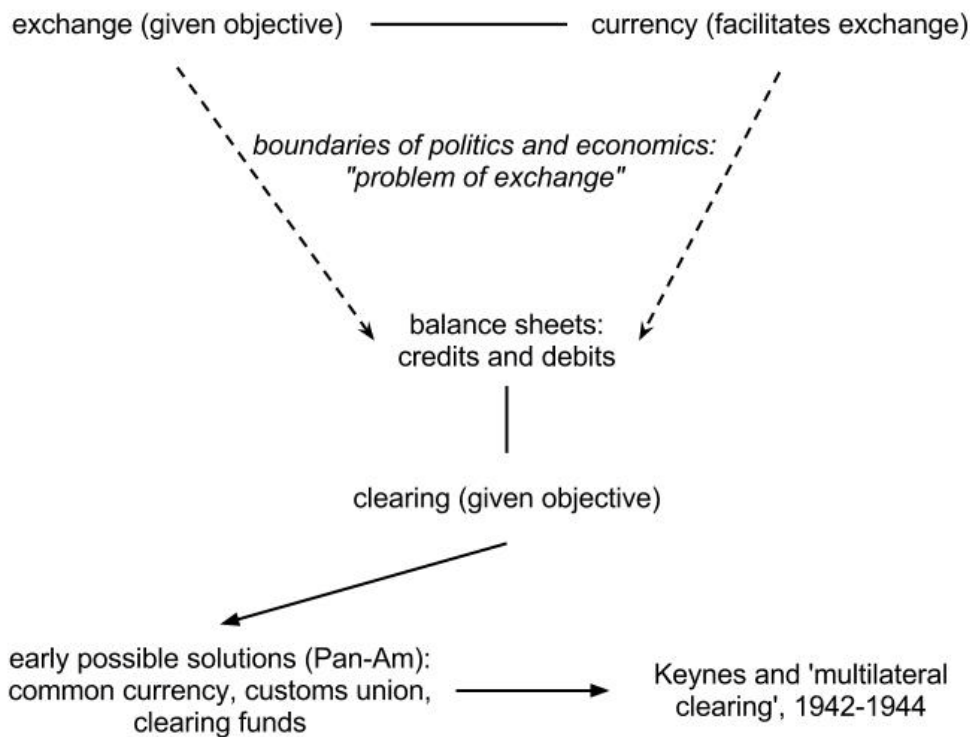 exchange (given objective)
currency (facilitates exchange)
boundaries of politics and economics:
"problem of exchange"
balance sheets:
credits and debits
clearing (given objective)
early possible solutions (Pan-Am):
common currency, customs union,
clearing funds
Keynes and 'multilateral
clearing', 1942-1944